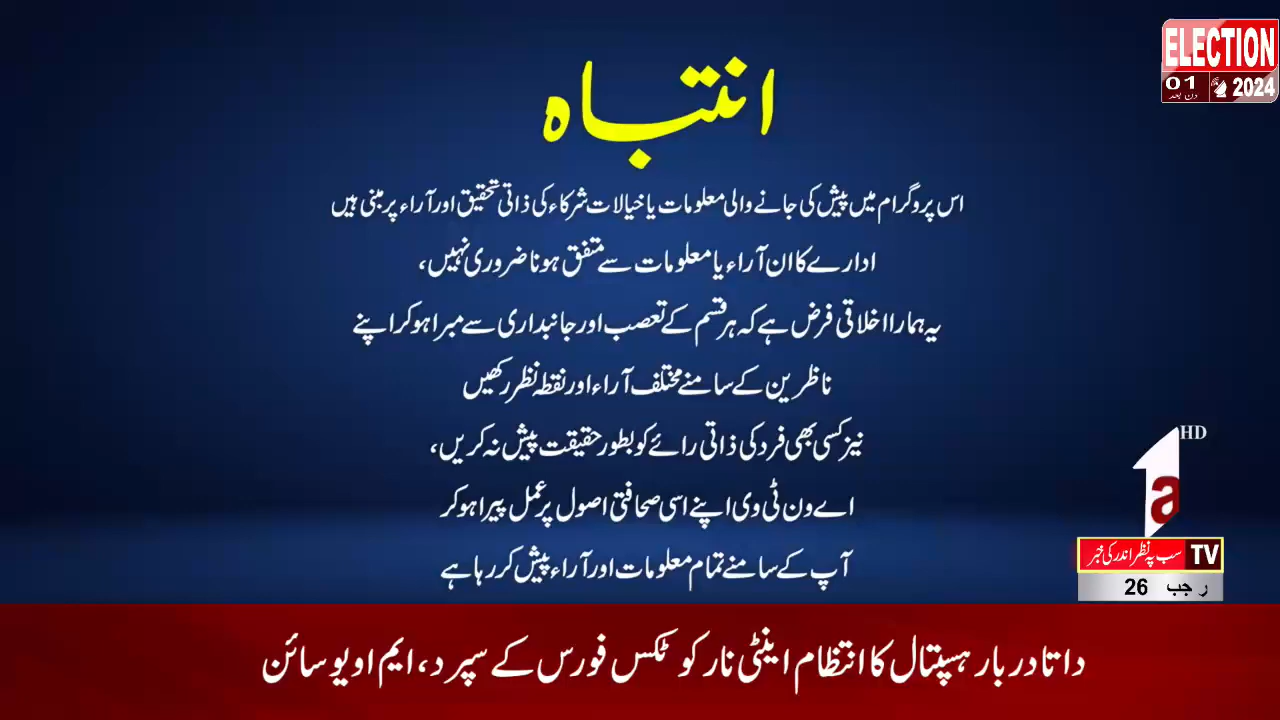 ELECTION
01
دن بعد
2024
انتباہ
اس پروگرام میں پیش کی جانے والی معلومات یا خیالات شرکاء کی ذاتی تحقیق اور آراء پر مبنی ہیں
ادارے کا ان آراء یا معلومات سے متفق ہونا ضروری نہیں،
یہ ہمارا اخلاقی فرض ہے کہ ہر قسم کے تعصب اور جانبداری سے مبرا ہو کر اپنے
ناظرین کے سامنے مختلف آراء اور نقطہ نظر رکھیں
نیز کسی بھی فرد کی ذاتی رائے کو بطور حقیقت پیش نہ کریں،
اے ون ٹی وی اپنے اسی صحافتی اصول پر عمل پیرا ہو کر
آپ کے سامنے تمام معلومات اور آراء پیش کر رہا ہے
HD
1 a
سب پہ نظر اندر کی خبر TV
26 رجب
داتا دربار ہسپتال کا انتظام اینٹی نارکوٹکس فورس کے سپرد، ایم او یو سائن